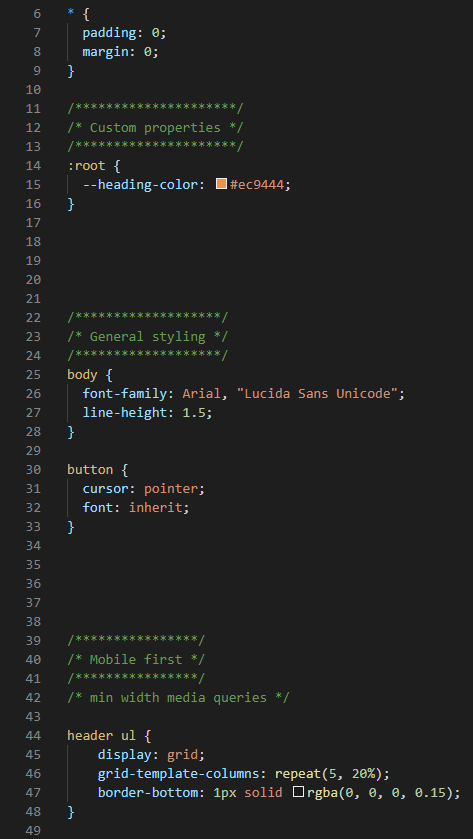 6 * {
7 padding: 0;
8 margin: 0;
9 }
10
11 /*********************/
12 /* Custom properties */
13 /*********************/
14 :root {
15 --heading-color: #ec9444;
16 }
17
18
19
20
21
22 /*******************/
23 /* General styling */
24 /*******************/
25 body {
26 font-family: Arial, "Lucida Sans Unicode";
27 line-height: 1.5;
28 }
29
30 button {
31 cursor: pointer;
32 font: inherit;
33 }
34
35
36
37
38
39 /****************/
40 /* Mobile first */
41 /****************/
42 /* min width media queries */
43
44 header ul {
45 display: grid;
46 grid-template-columns: repeat(5, 20%);
47 border-bottom: 1px solid rgba(0, 0, 0, 0.15);
48 }
49